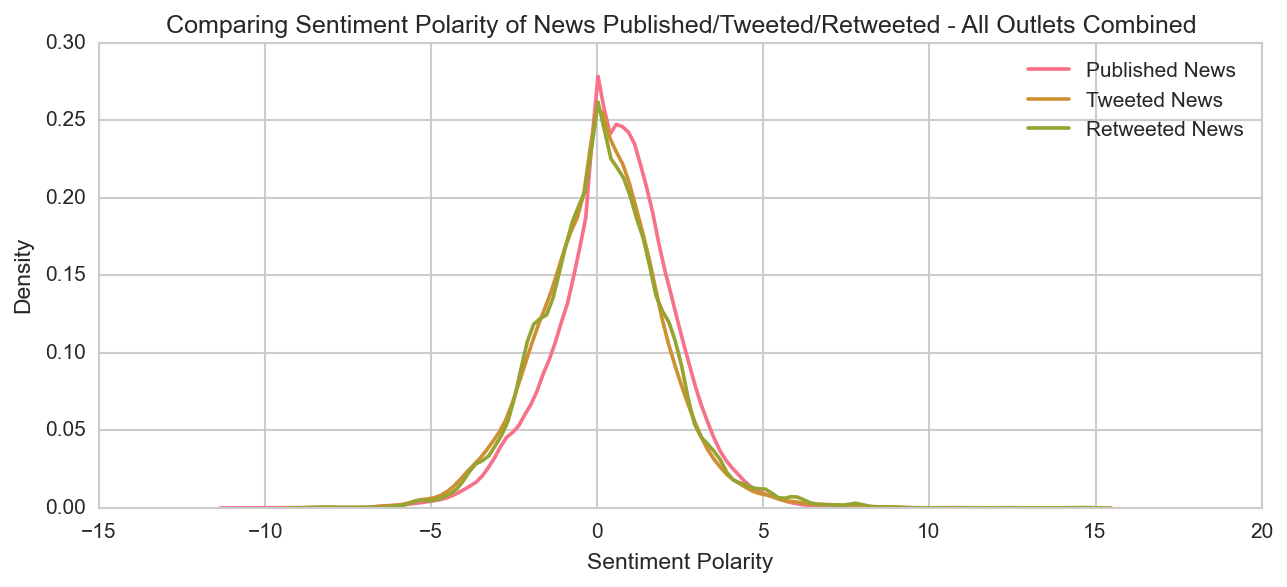 Comparing Sentiment Polarity of News Published/Tweeted/Retweeted - All Outlets Combined
0.30
0.25
0.20
0.15
0.10
0.05
0.00
Density
Published News
Tweeted News
Retweeted News
−15
−10
−5
0
5
10
15
20
Sentiment Polarity